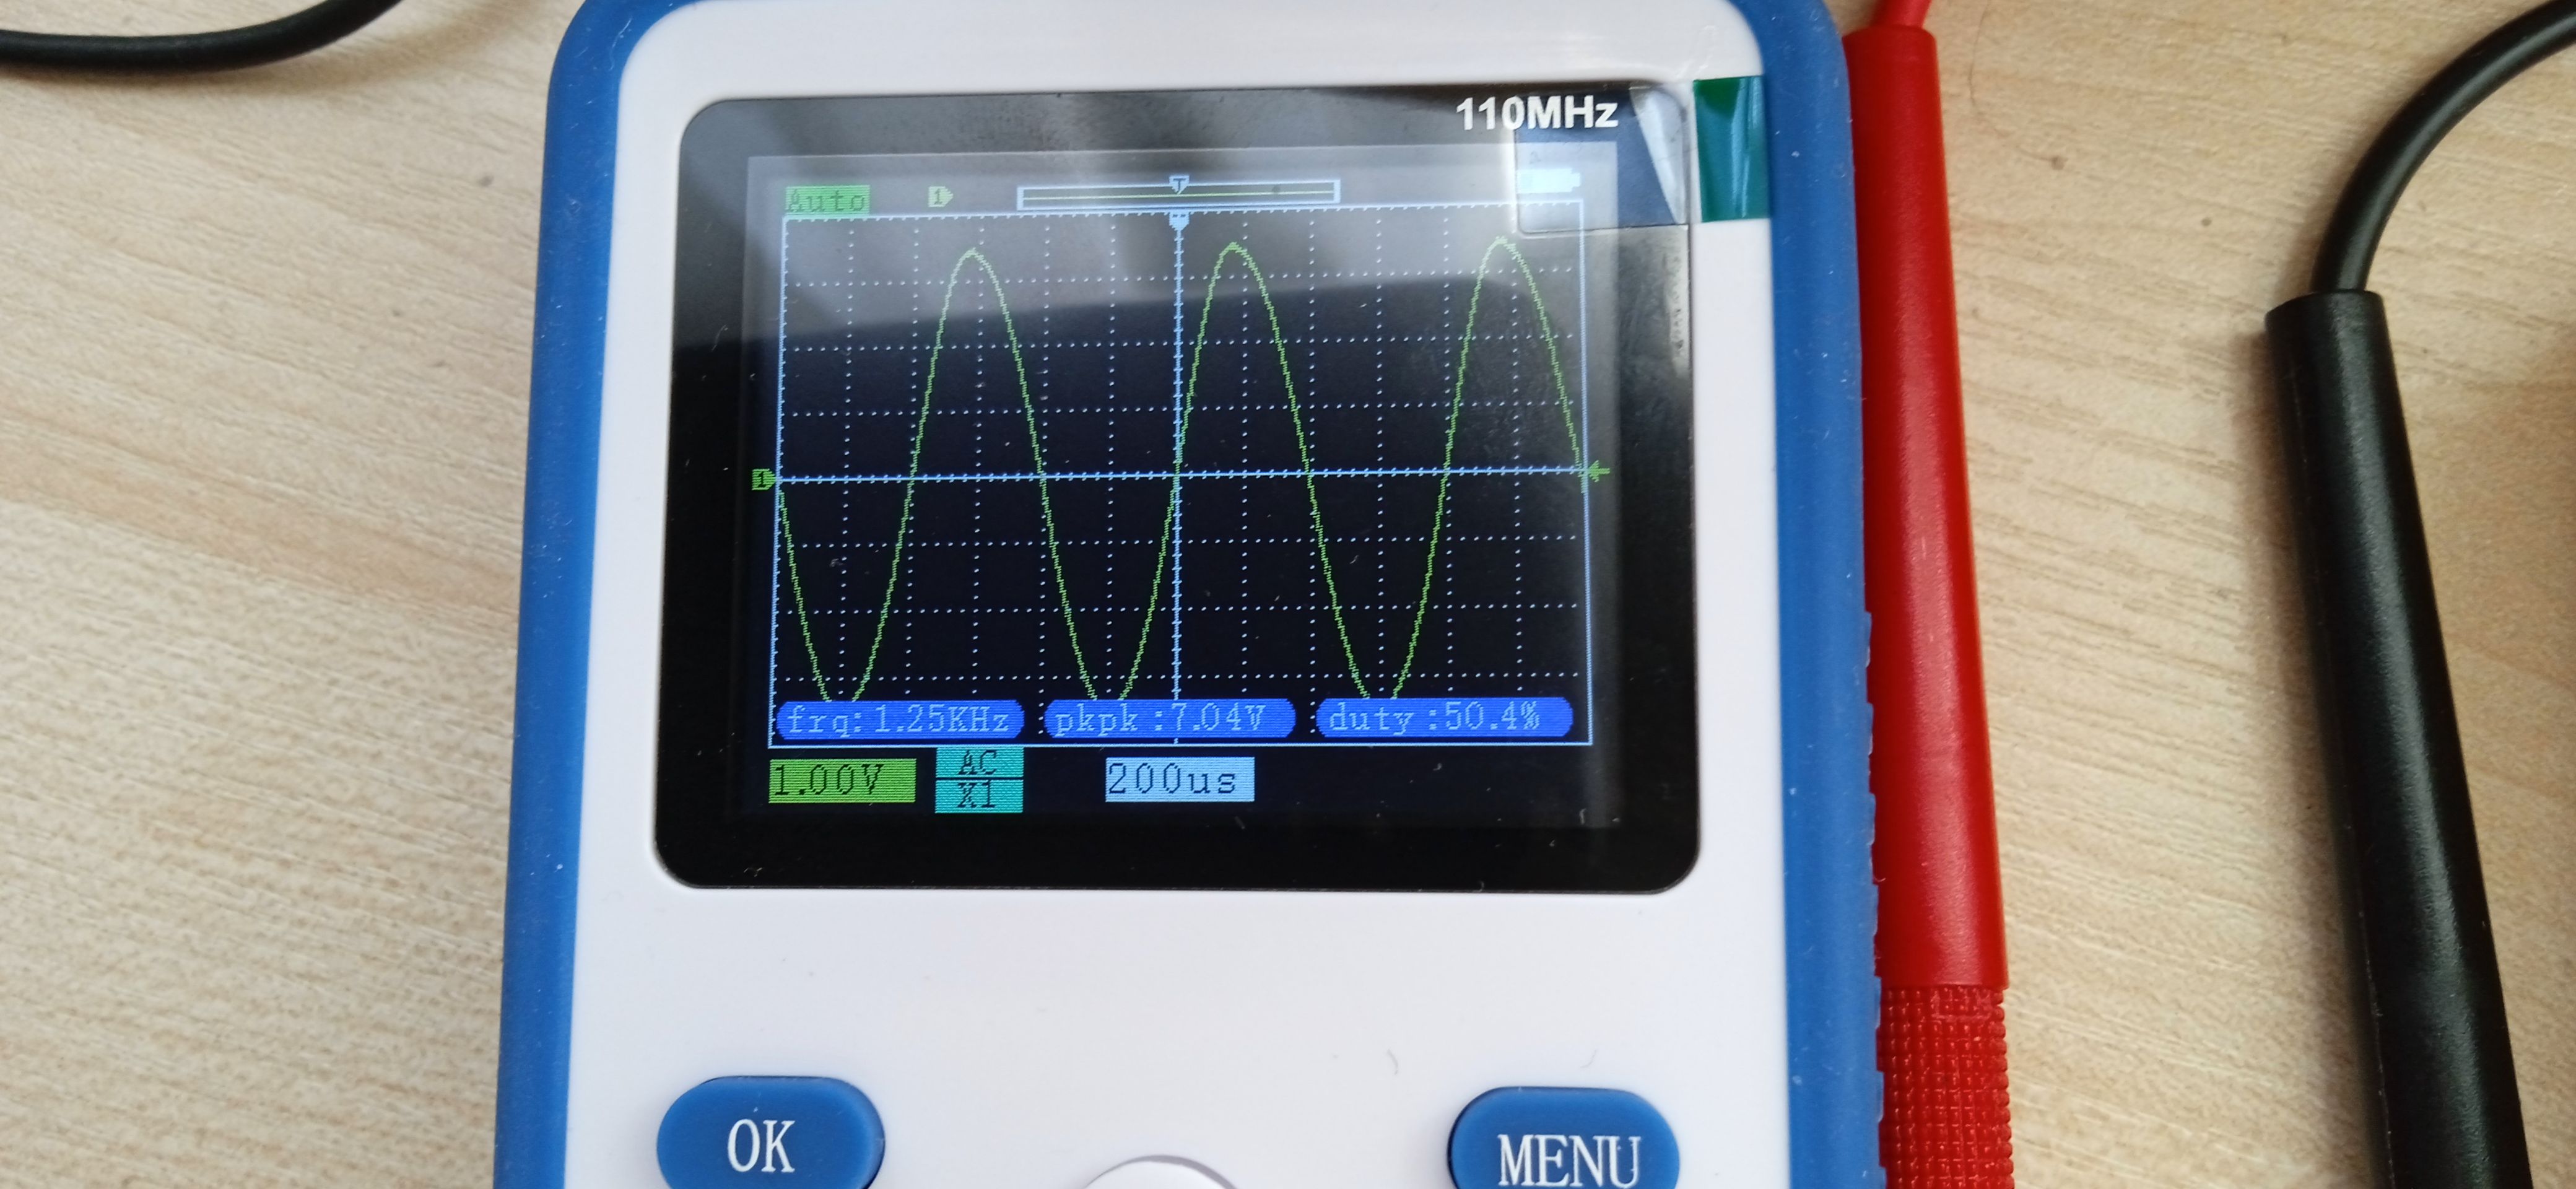 110MHz
Auto 1 T
1
frq:1.25KHz pkpk:7.04V duty:50.4%
1.00V AC 200us
X1
OK MENU